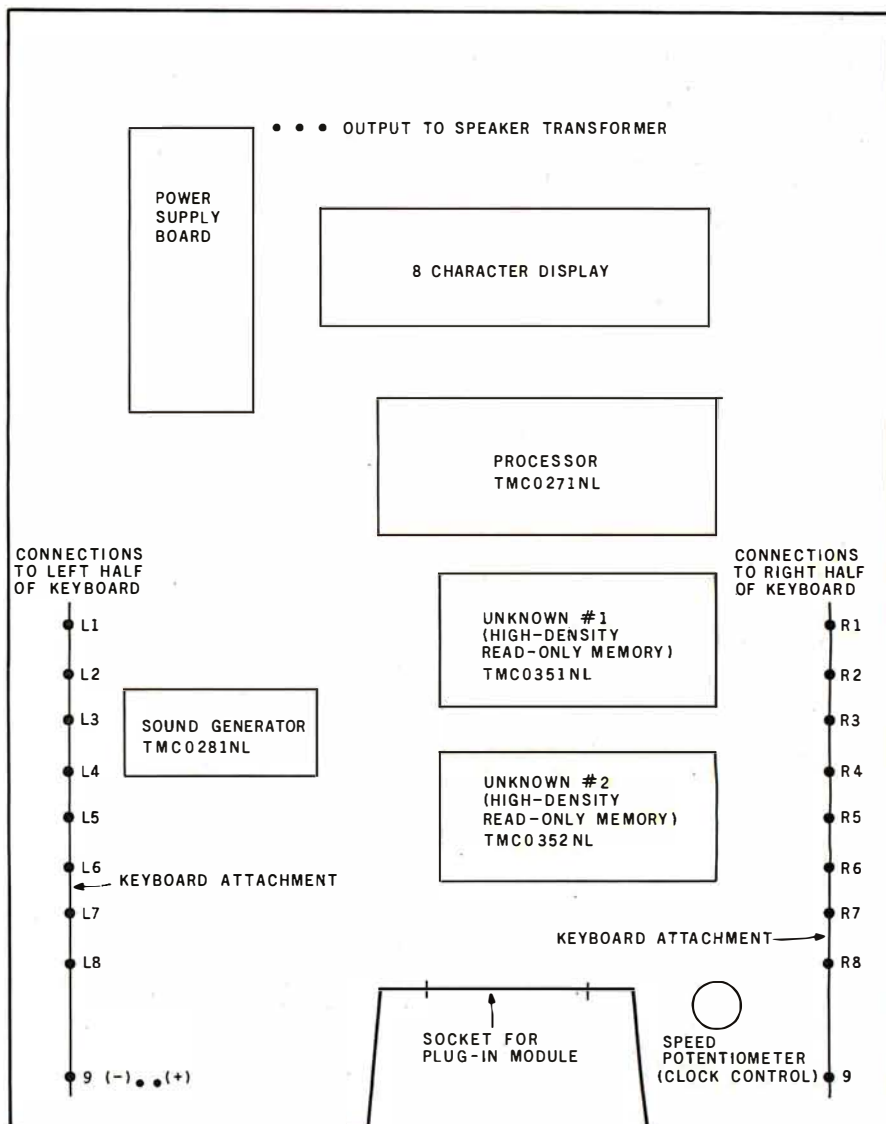 OUTPUT TO SPEAKER TRANSFORMER
POWER
SUPPLY
BOARD
8 CHARACTER DISPLAY
PROCESSOR
TMC0271NL
CONNECTIONS
TO LEFT HALF
OF KEYBOARD
CONNECTIONS
TO RIGHT HALF
OF KEYBOARD
L1
L2
L3
L4
L5
L6
L7
L8
9 (-) (+)
SOUND GENERATOR
TMC0281NL
KEYBOARD ATTACHMENT
UNKNOWN #1
(HIGH-DENSITY
READ-ONLY MEMORY)
TMC0351NL
UNKNOWN #2
(HIGH-DENSITY
READ-ONLY MEMORY)
TMC0352NL
R1
R2
R3
R4
R5
R6
R7
R8
9
KEYBOARD ATTACHMENT
SOCKET FOR
PLUG-IN MODULE
SPEED
POTENTIOMETER
(CLOCK CONTROL)